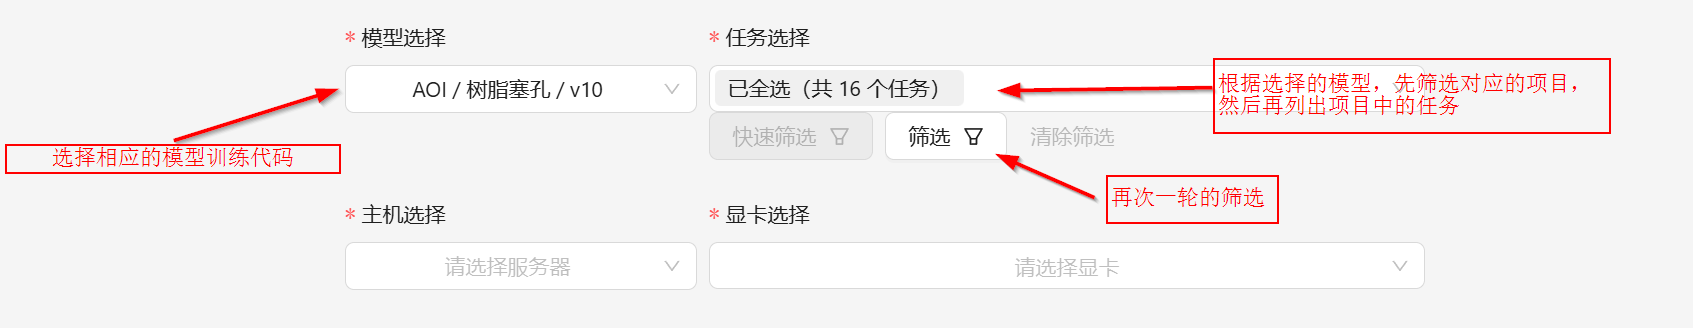 * 模型选择
* 任务选择
AOI / 树脂塞孔 / v10
已全选（共 16 个任务）
根据选择的模型，先筛选对应的项目，
然后再列出项目中的任务
快速筛选
筛选
清除筛选
选择相应的模型训练代码
再次一轮的筛选
* 主机选择
* 显卡选择
请选择服务器
请选择显卡